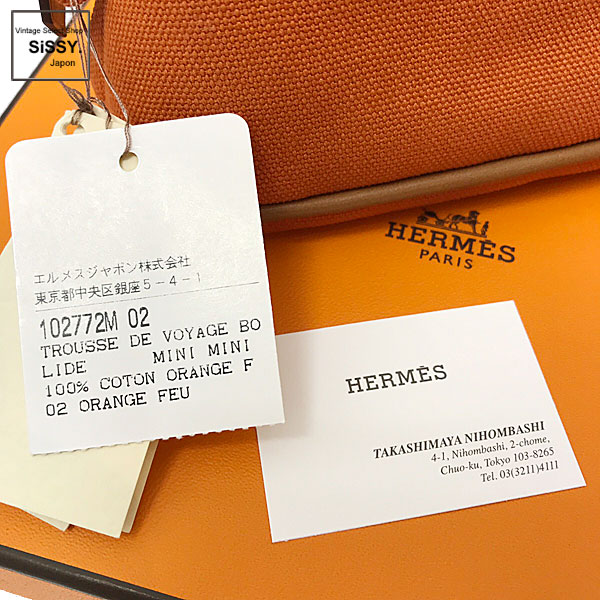 Vintage Select Shop
SiSSY.
Japan
エルメスジャポン株式会社
東京都中央区銀座5-4-1
102772M 02
TROUSSE DE VOYAGE BO
LIDE MINI MINI
100% COTON ORANGE F
02 ORANGE FEU
HERMÈS
PARIS
HERMÈS
TAKASHIMAYA NIHOMBASHI
4-1, Nihombashi, 2-chome,
Chuo-ku, Tokyo 103-8265
Tel. 03(3211)4111